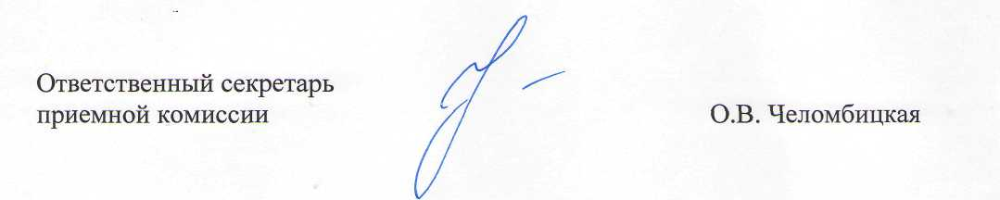 Ответственный секретарь
приемной комиссии О.В. Челомбицкая